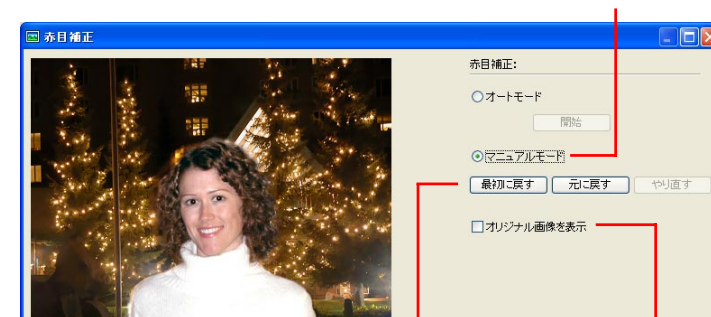 赤目補正
赤目補正:
オートモード
開始
マニュアルモード
最初に戻す 元に戻す やり直す
オリジナル画像を表示